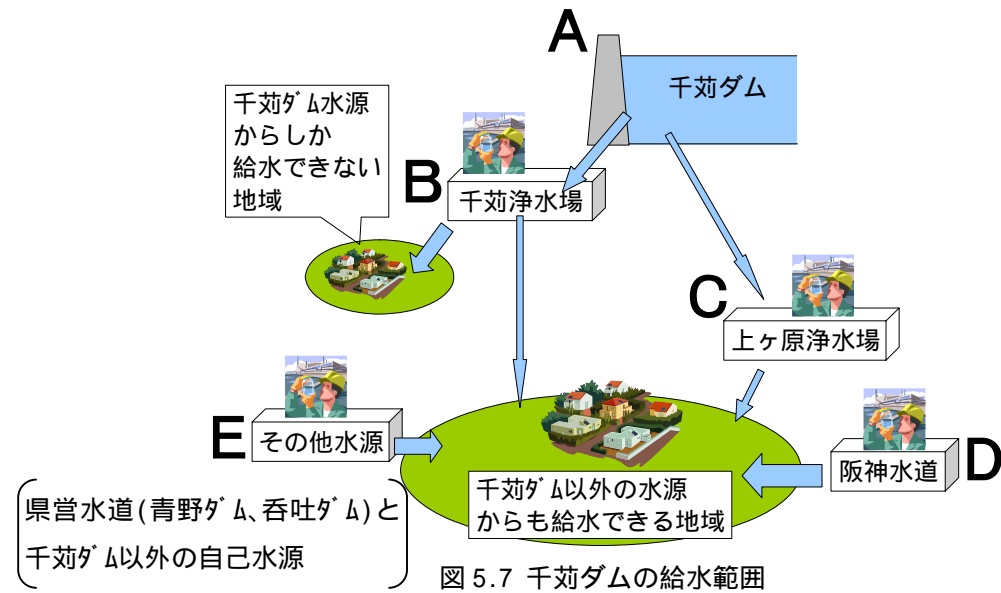 A
千苅ダム
千苅ﾀﾞﾑ水源
からしか
給水できない
地域
B
千苅浄水場
C
上ヶ原浄水場
E
その他水源
D
阪神水道
千苅ﾀﾞﾑ以外の水源
からも給水できる地域
県営水道(青野ﾀﾞﾑ、呑吐ﾀﾞﾑ)と
千苅ﾀﾞﾑ以外の自己水源
図 5.7 千苅ダムの給水範囲